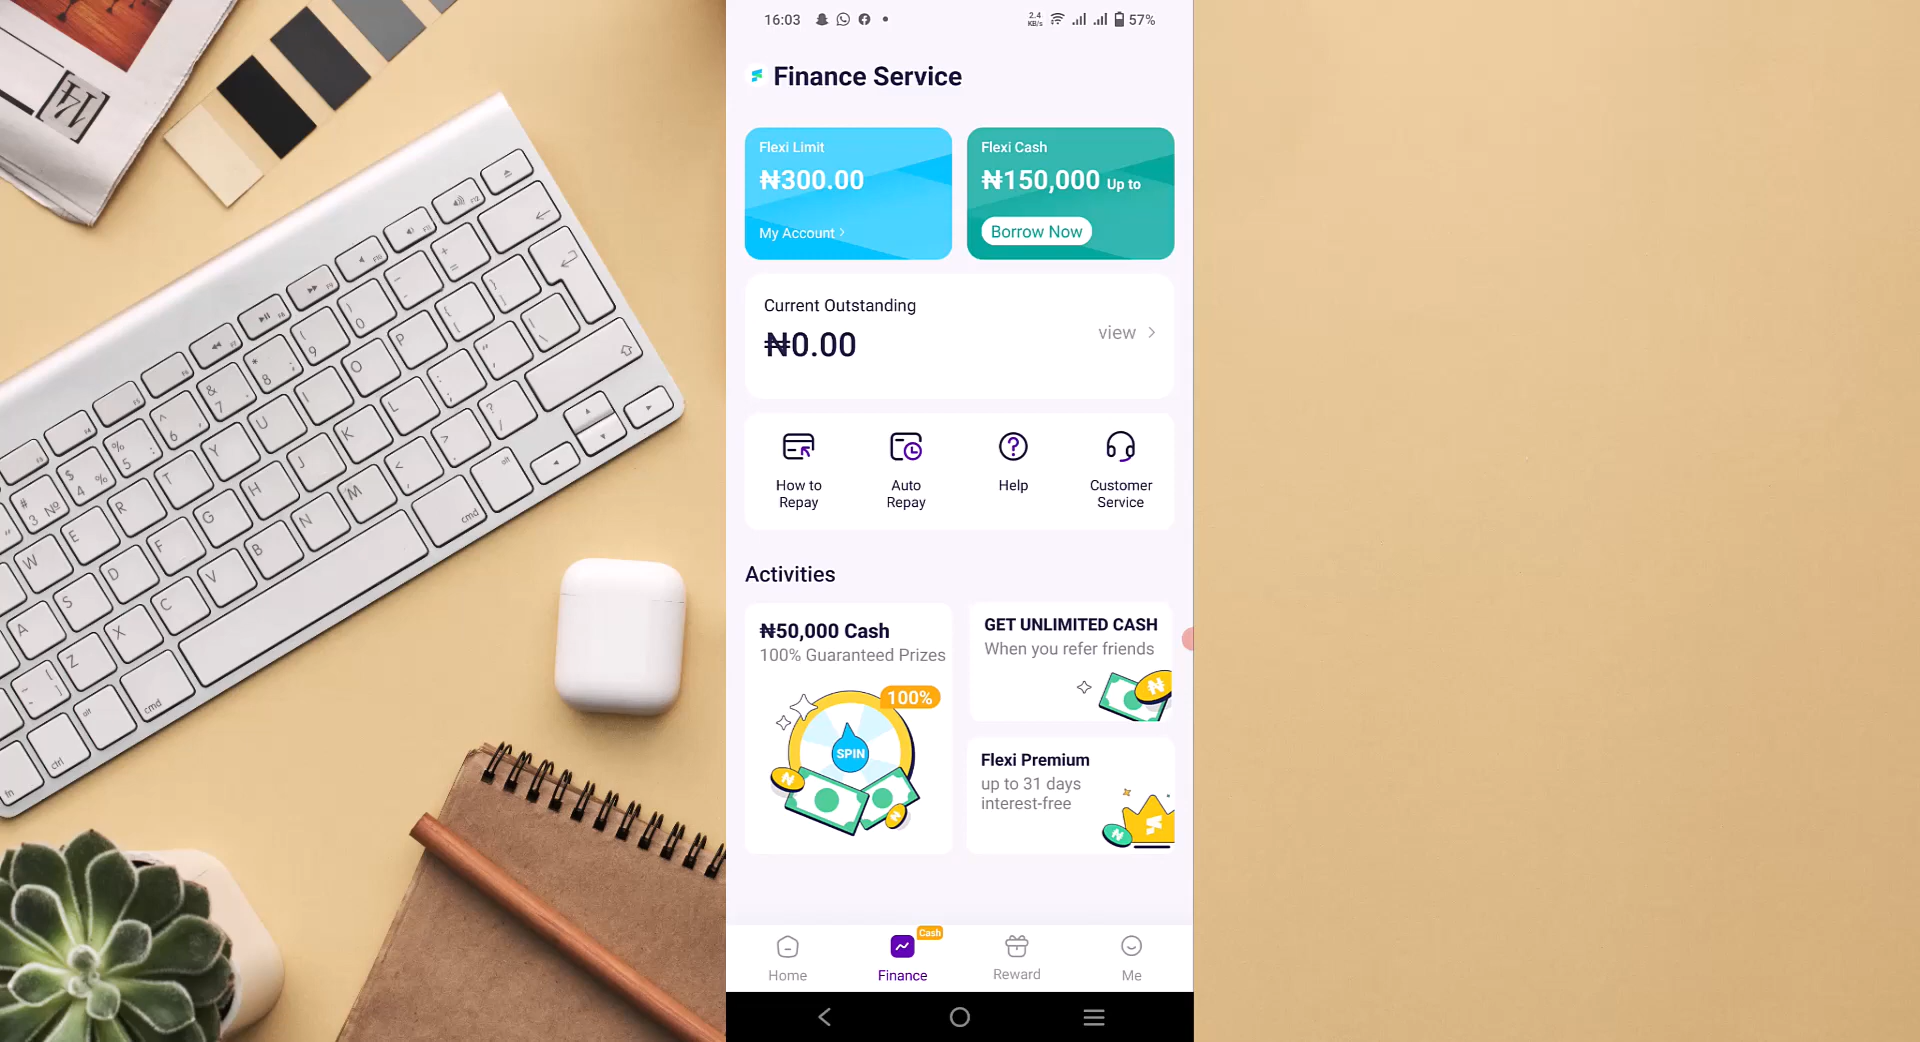 16:03
2.4
KB/s
57%
Finance Service
Flexi Limit
₦300.00
My Account
Flexi Cash
₦150,000 Up to
Borrow Now
Current Outstanding
₦0.00
view
How to
Repay
Auto
Repay
Help
Customer
Service
Activities
₦50,000 Cash
100% Guaranteed Prizes
100%
SPIN
GET UNLIMITED CASH
When you refer friends
Flexi Premium
up to 31 days
interest-free
Cash
Home
Finance
Reward
Me